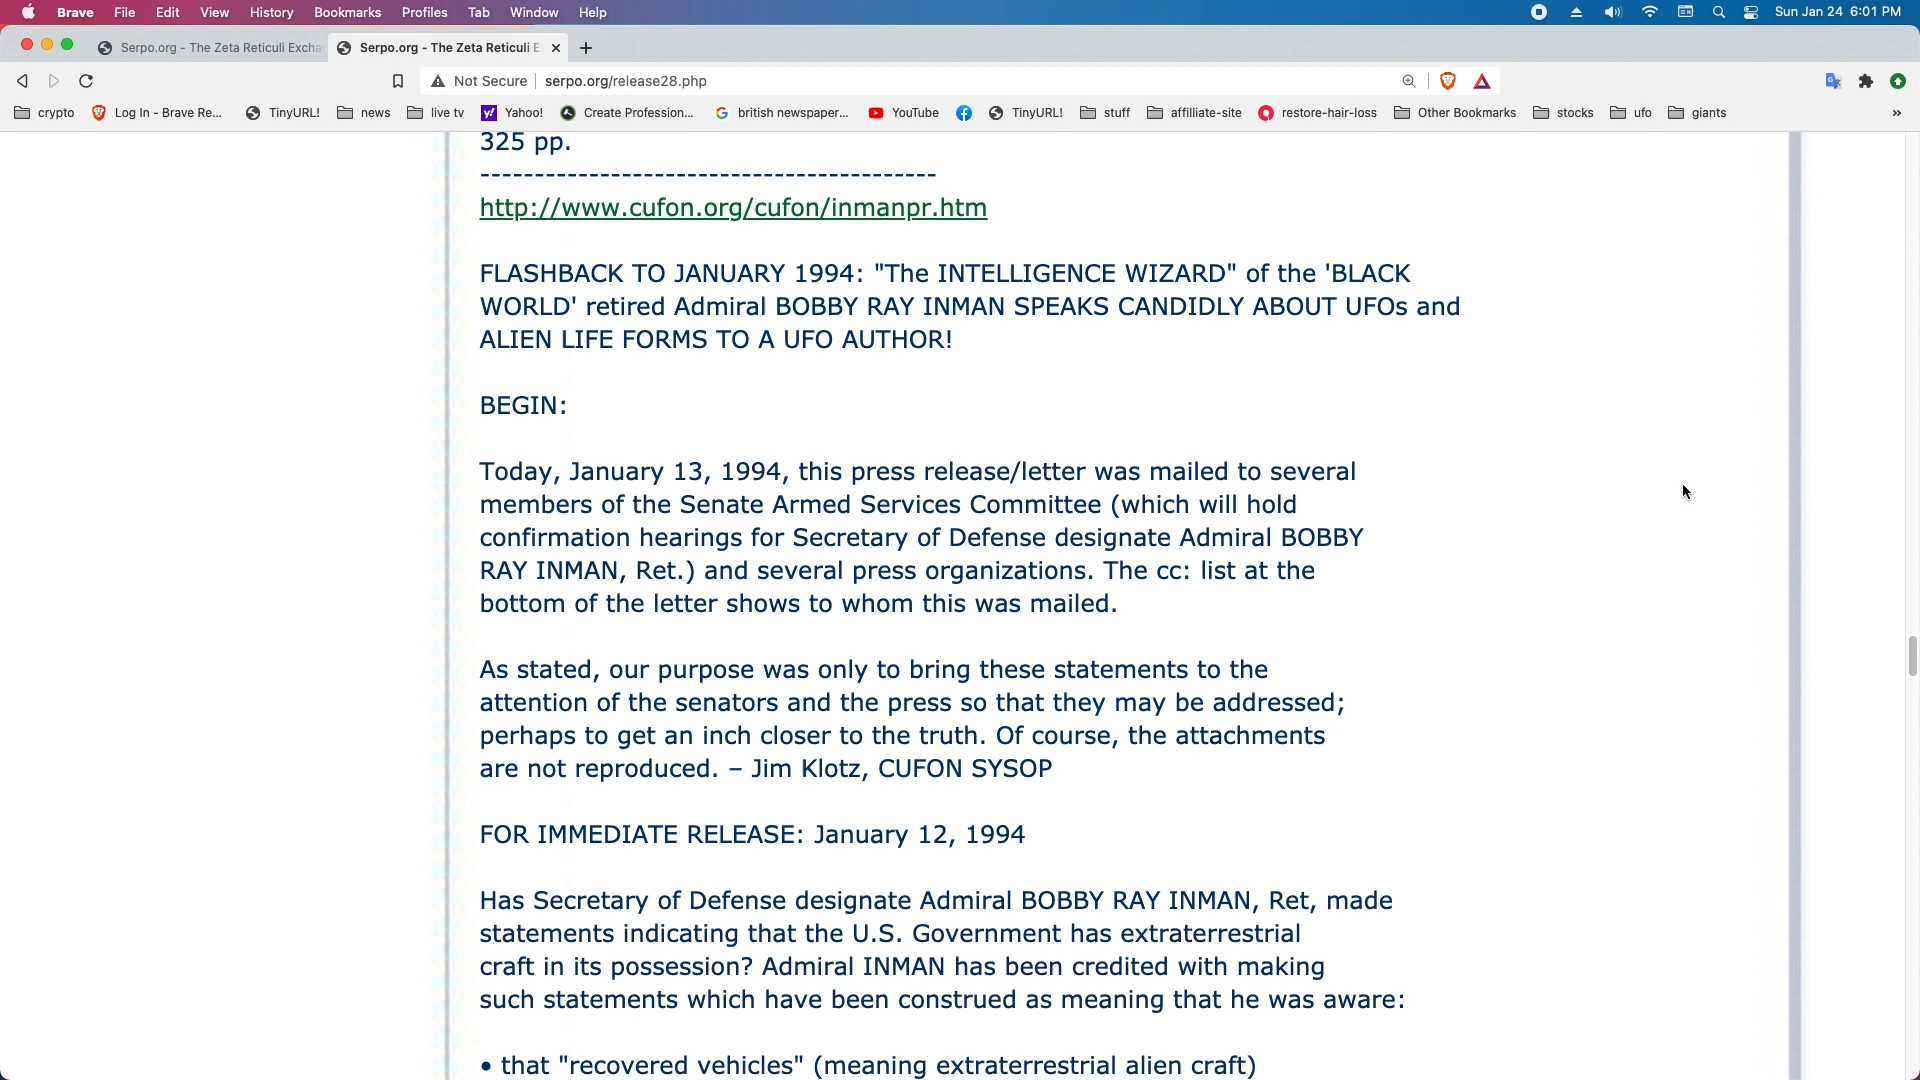 Brave File Edit View History Bookmarks Profiles Tab Window Help Sun Jan 24 6:01 PM
Serpo.org - The Zeta Reticuli Excha Serpo.org - The Zeta Reticuli E
Not Secure serpo.org/release28.php
crypto Log In - Brave Re... TinyURL! news live tv Yahoo! Create Profession... british newspaper... YouTube TinyURL! stuff affilliate-site restore-hair-loss Other Bookmarks stocks ufo giants »
325 pp.
------------------------------------------
http://www.cufon.org/cufon/inmanpr.htm
FLASHBACK TO JANUARY 1994: "The INTELLIGENCE WIZARD" of the 'BLACK
WORLD' retired Admiral BOBBY RAY INMAN SPEAKS CANDIDLY ABOUT UFOs and
ALIEN LIFE FORMS TO A UFO AUTHOR!
BEGIN:
Today, January 13, 1994, this press release/letter was mailed to several
members of the Senate Armed Services Committee (which will hold
confirmation hearings for Secretary of Defense designate Admiral BOBBY
RAY INMAN, Ret.) and several press organizations. The cc: list at the
bottom of the letter shows to whom this was mailed.
As stated, our purpose was only to bring these statements to the
attention of the senators and the press so that they may be addressed;
perhaps to get an inch closer to the truth. Of course, the attachments
are not reproduced. – Jim Klotz, CUFON SYSOP
FOR IMMEDIATE RELEASE: January 12, 1994
Has Secretary of Defense designate Admiral BOBBY RAY INMAN, Ret, made
statements indicating that the U.S. Government has extraterrestrial
craft in its possession? Admiral INMAN has been credited with making
such statements which have been construed as meaning that he was aware:
• that "recovered vehicles" (meaning extraterrestrial alien craft)